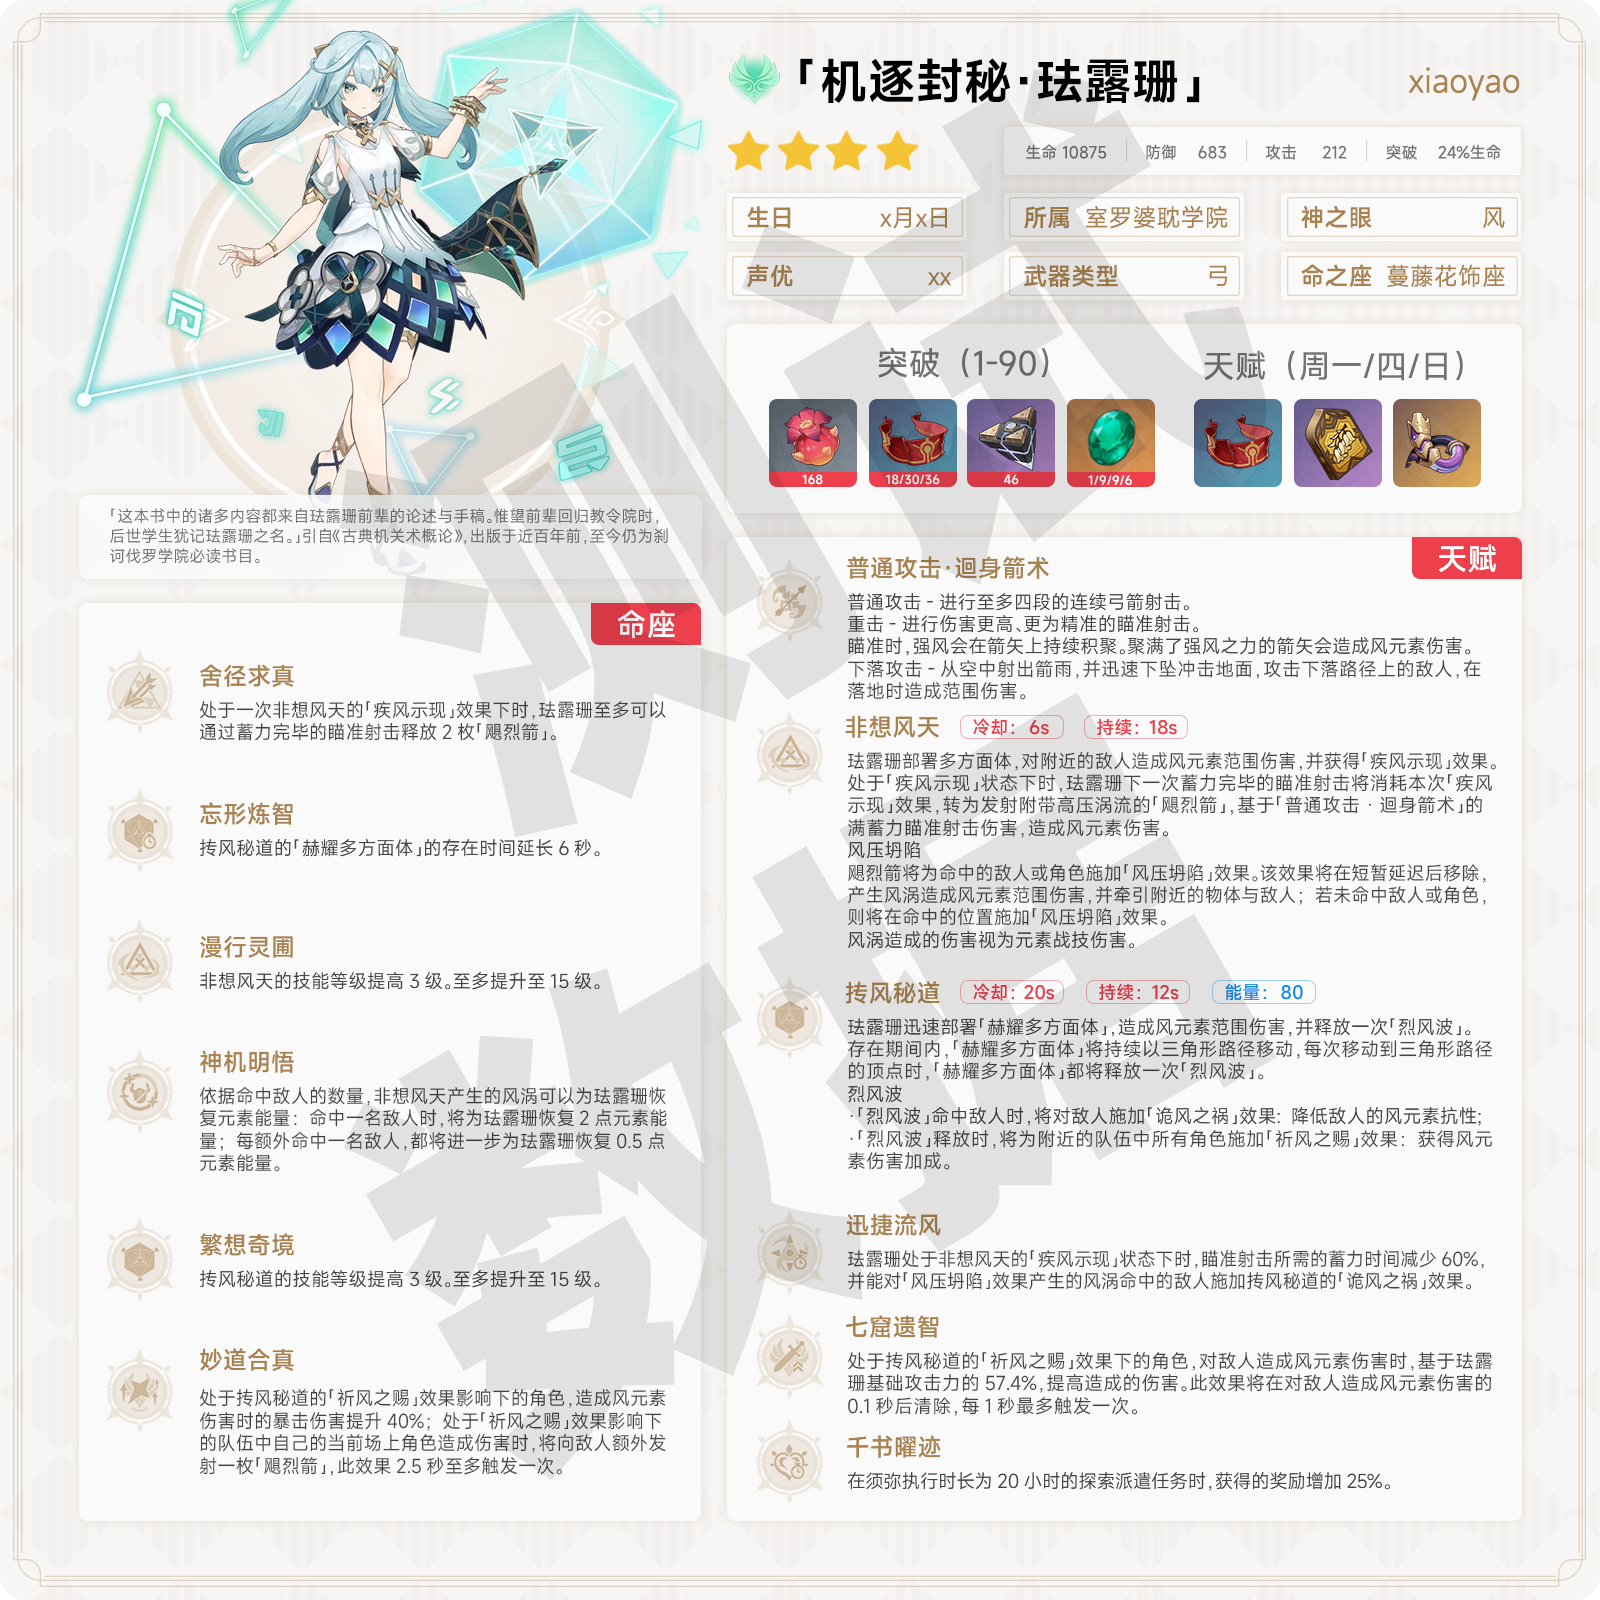 「机逐封秘·珐露珊」
xiaoyao
生命 10875 防御 683 攻击 212 突破 24%生命
生日 x月x日
所属 室罗婆耽学院
神之眼 风
声优 xx
武器类型 弓
命之座 蔓藤花饰座
突破（1-90）
168 18/30/36 46 1/9/9/6
天赋（周一/四/日）
「这本书中的诸多内容都来自珐露珊前辈的论述与手稿。惟望前辈回归教令院时，
后世学生犹记珐露珊之名。」引自《古典机关术概论》，出版于近百年前，至今仍为刹
诃伐罗学院必读书目。
命座
舍径求真
处于一次非想风天的「疾风示现」效果下时，珐露珊至多可以
通过蓄力完毕的瞄准射击释放 2 枚「飓烈箭」。
忘形炼智
抟风秘道的「赫耀多方面体」的存在时间延长 6 秒。
漫行灵圃
非想风天的技能等级提高 3 级。至多提升至 15 级。
神机明悟
依据命中敌人的数量，非想风天产生的风涡可以为珐露珊恢
复元素能量：命中一名敌人时，将为珐露珊恢复 2 点元素能
量；每额外命中一名敌人，都将进一步为珐露珊恢复 0.5 点
元素能量。
繁想奇境
抟风秘道的技能等级提高 3 级。至多提升至 15 级。
妙道合真
处于抟风秘道的「祈风之赐」效果影响下的角色，造成风元素
伤害时的暴击伤害提升 40%；处于「祈风之赐」效果影响下
的队伍中自己的当前场上角色造成伤害时，将向敌人额外发
射一枚「飓烈箭」，此效果 2.5 秒至多触发一次。
天赋
普通攻击·迴身箭术
普通攻击 - 进行至多四段的连续弓箭射击。
重击 - 进行伤害更高、更为精准的瞄准射击。
瞄准时，强风会在箭矢上持续积聚。聚满了强风之力的箭矢会造成风元素伤害。
下落攻击 - 从空中射出箭雨，并迅速下坠冲击地面，攻击下落路径上的敌人，在
落地时造成范围伤害。
非想风天 冷却：6s 持续：18s
珐露珊部署多方面体，对附近的敌人造成风元素范围伤害，并获得「疾风示现」效果。
处于「疾风示现」状态下时，珐露珊下一次蓄力完毕的瞄准射击将消耗本次「疾风
示现」效果，转为发射附带高压涡流的「飓烈箭」，基于「普通攻击 · 迴身箭术」的
满蓄力瞄准射击伤害，造成风元素伤害。
风压坍陷
飓烈箭将为命中的敌人或角色施加「风压坍陷」效果。该效果将在短暂延迟后移除，
产生风涡造成风元素范围伤害，并牵引附近的物体与敌人；若未命中敌人或角色，
则将在命中的位置施加「风压坍陷」效果。
风涡造成的伤害视为元素战技伤害。
抟风秘道 冷却：20s 持续：12s 能量：80
珐露珊迅速部署「赫耀多方面体」，造成风元素范围伤害，并释放一次「烈风波」。
存在期间内，「赫耀多方面体」将持续以三角形路径移动，每次移动到三角形路径
的顶点时，「赫耀多方面体」都将释放一次「烈风波」。
烈风波
·「烈风波」命中敌人时，将对敌人施加「诡风之祸」效果：降低敌人的风元素抗性；
·「烈风波」释放时，将为附近的队伍中所有角色施加「祈风之赐」效果：获得风元
素伤害加成。
迅捷流风
珐露珊处于非想风天的「疾风示现」状态下时，瞄准射击所需的蓄力时间减少 60%，
并能对「风压坍陷」效果产生的风涡命中的敌人施加抟风秘道的「诡风之祸」效果。
七窟遗智
处于抟风秘道的「祈风之赐」效果下的角色，对敌人造成风元素伤害时，基于珐露
珊基础攻击力的 57.4%，提高造成的伤害。此效果将在对敌人造成风元素伤害的
0.1 秒后清除，每 1 秒最多触发一次。
千书曜迹
在须弥执行时长为 20 小时的探索派遣任务时，获得的奖励增加 25%。
测试
数据